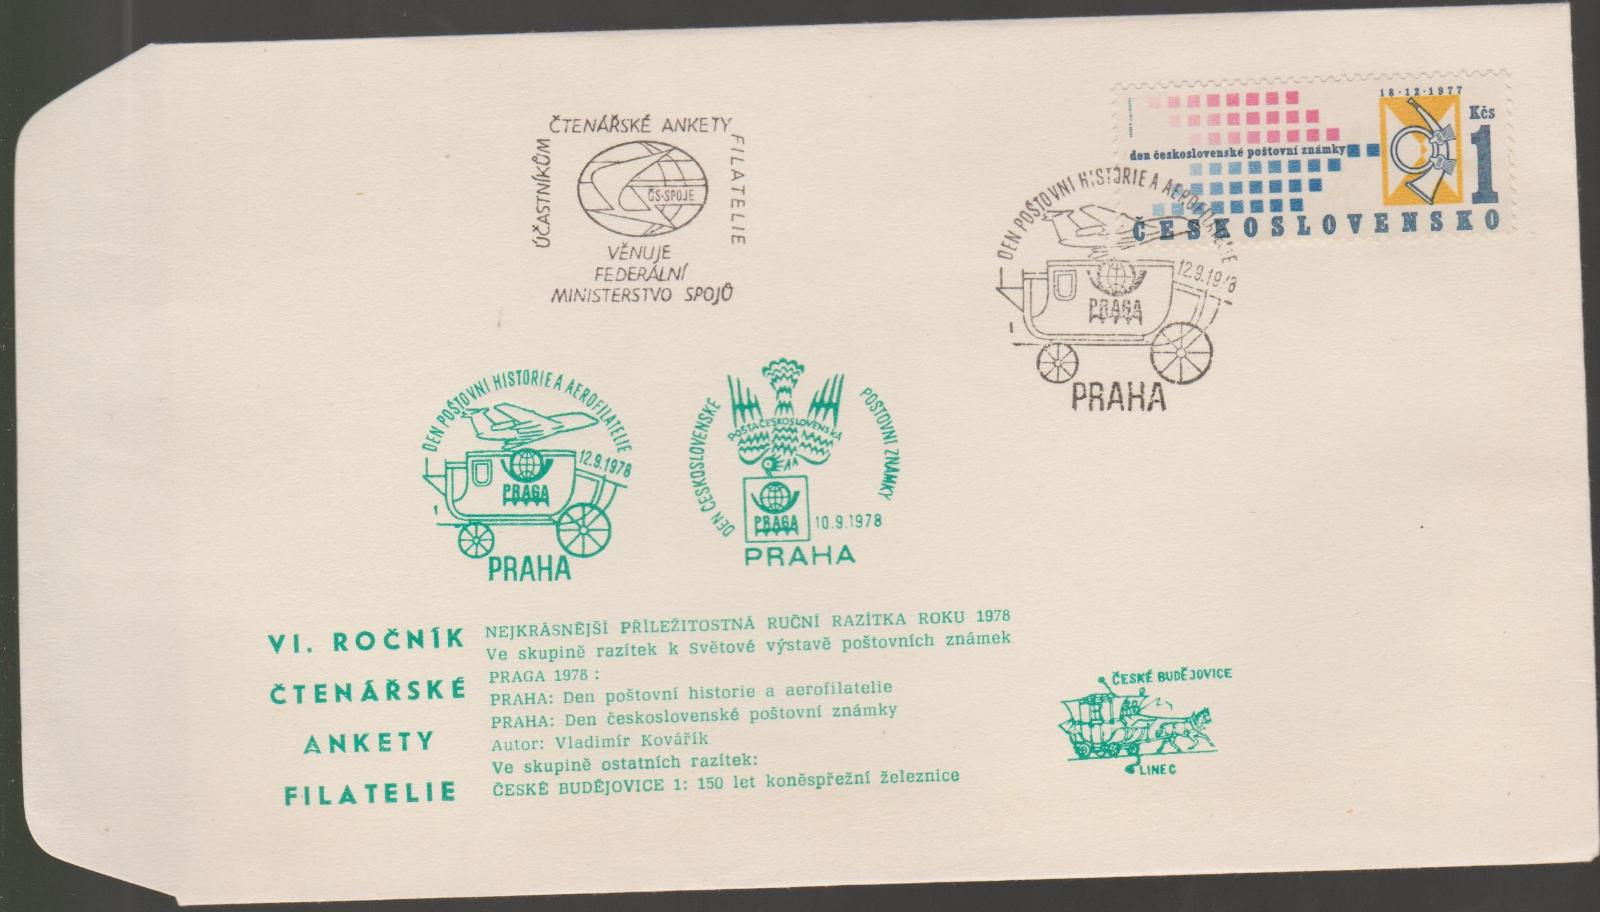 ÚČASTNÍKŮM
ČTENÁŘSKÉ ANKETY
FILATELIE
ČS-SPOJE
VĚNUJE
FEDERÁLNÍ
MINISTERSTVO SPOJŮ
18·12·1977
Kčs
1
den československé poštovní známky
ČESKOSLOVENSKO
DEN POŠTOVNÍ HISTORIE A AEROFILATELIE
12.9.1978
PRAGA
PRAHA
DEN POŠTOVNÍ HISTORIE A AEROFILATELIE
12.9.1978
PRAGA
PRAHA
DEN ČESKOSLOVENSKÉ
POŠTOVNÍ ZNÁMKY
POŠTA ČESKOSLOVENSKÁ
PRAGA
10.9.1978
PRAHA
VI. ROČNÍK
ČTENÁŘSKÉ
ANKETY
FILATELIE
NEJKRÁSNĚJŠÍ PŘÍLEŽITOSTNÁ RUČNÍ RAZÍTKA ROKU 1978
Ve skupině razítek k Světové výstavě poštovních známek
PRAGA 1978 :
PRAHA: Den poštovní historie a aerofilatelie
PRAHA: Den československé poštovní známky
Autor: Vladimír Kovářík
Ve skupině ostatních razítek:
ČESKÉ BUDĚJOVICE 1: 150 let koněspřežní železnice
ČESKÉ BUDĚJOVICE
LINEC